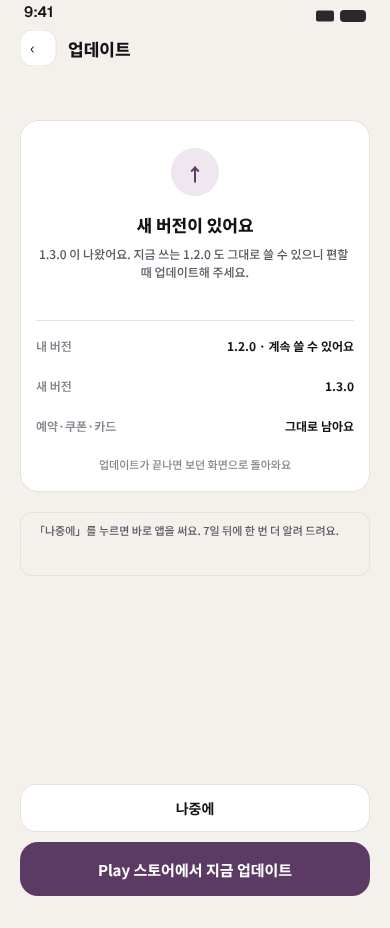 9:41
‹ 업데이트
↑
새 버전이 있어요
1.3.0 이 나왔어요. 지금 쓰는 1.2.0 도 그대로 쓸 수 있으니 편할
때 업데이트해 주세요.
내 버전 1.2.0 · 계속 쓸 수 있어요
새 버전 1.3.0
예약·쿠폰·카드 그대로 남아요
업데이트가 끝나면 보던 화면으로 돌아와요
「나중에」를 누르면 바로 앱을 써요. 7일 뒤에 한 번 더 알려 드려요.
나중에
Play 스토어에서 지금 업데이트